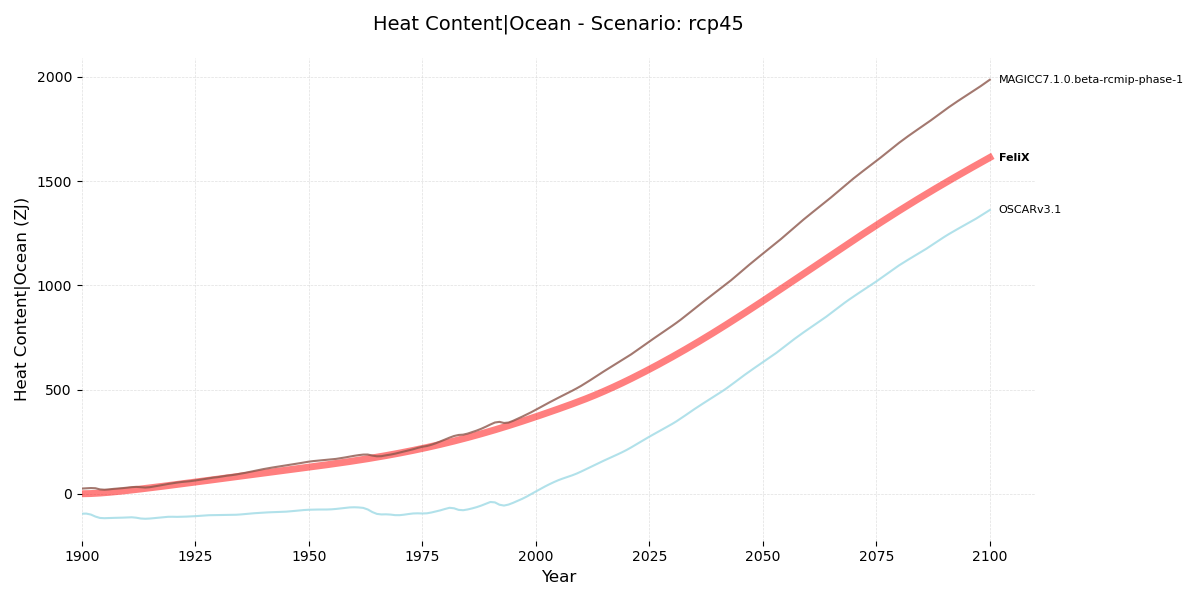 Heat Content|Ocean - Scenario: rcp45
Heat Content|Ocean (ZJ)
2000
1500
1000
500
0
MAGICC7.1.0.beta-rcmip-phase-1
FeliX
OSCARv3.1
1900 1925 1950 1975 2000 2025 2050 2075 2100
Year